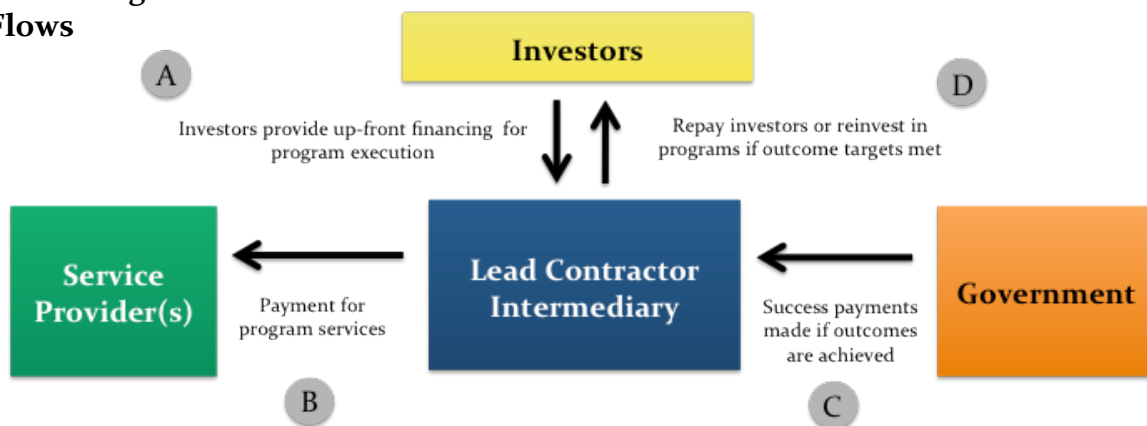 Flows
A
Investors
D
Investors provide up-front financing for
program execution
Repay investors or reinvest in
programs if outcome targets met
Service
Provider(s)
Payment for
program services
Lead Contractor
Intermediary
Success payments
made if outcomes
are achieved
Government
B
C